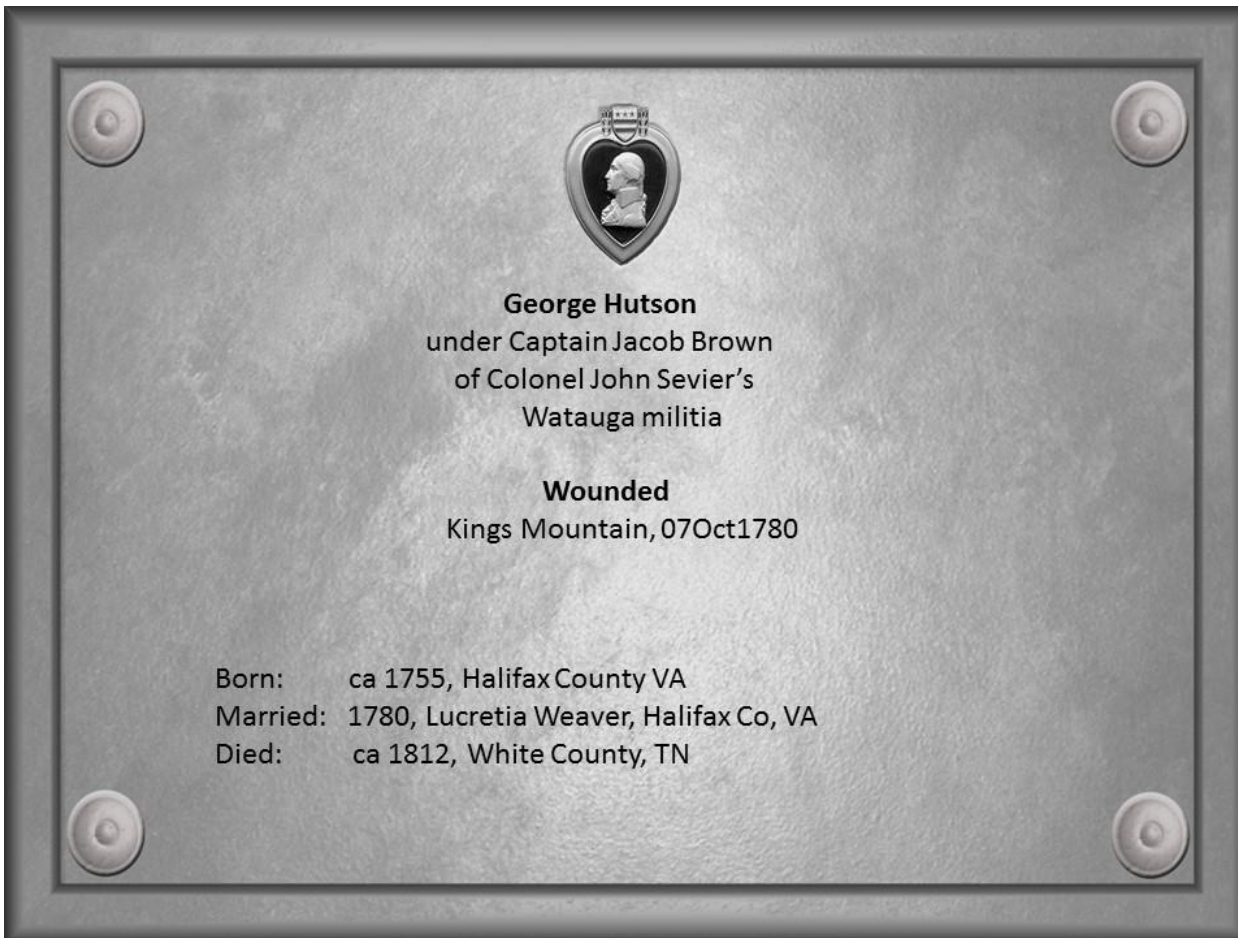 George Hutson
under Captain Jacob Brown
of Colonel John Sevier’s
Watauga militia
Wounded
Kings Mountain, 07Oct1780
Born: ca 1755, Halifax County VA
Married: 1780, Lucretia Weaver, Halifax Co, VA
Died: ca 1812, White County, TN